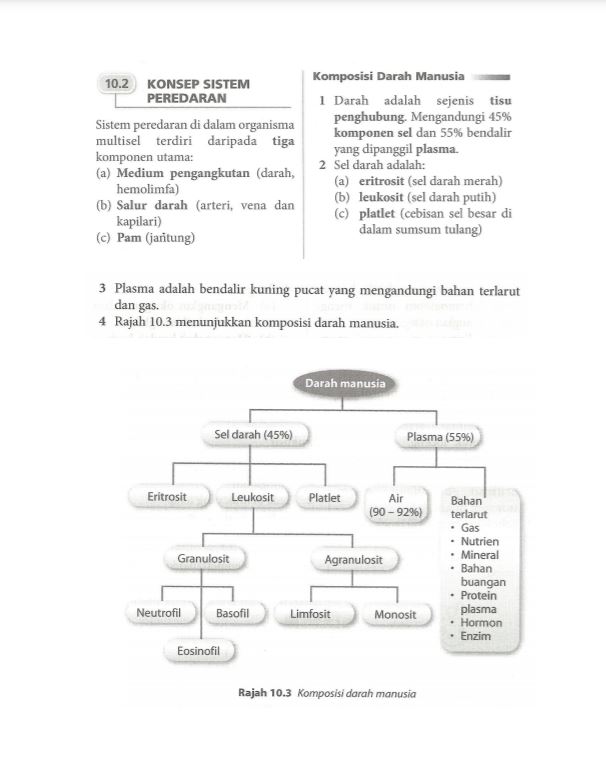 10.2 KONSEP SISTEM
PEREDARAN
Sistem peredaran di dalam organisma
multisel terdiri daripada tiga
komponen utama:
(a) Medium pengangkutan (darah,
hemolimfa)
(b) Salur darah (arteri, vena dan
kapilari)
(c) Pam (jantung)
Komposisi Darah Manusia
1 Darah adalah sejenis tisu
penghubung. Mengandungi 45%
komponen sel dan 55% bendalir
yang dipanggil plasma.
2 Sel darah adalah:
(a) eritrosit (sel darah merah)
(b) leukosit (sel darah putih)
(c) platlet (cebisan sel besar di
dalam sumsum tulang)
3 Plasma adalah bendalir kuning pucat yang mengandungi bahan terlarut
dan gas.
4 Rajah 10.3 menunjukkan komposisi darah manusia.
Darah manusia
Sel darah (45%)
Plasma (55%)
Eritrosit
Leukosit
Platlet
Air
(90 – 92%)
Bahan
terlarut
• Gas
• Nutrien
• Mineral
• Bahan
buangan
• Protein
plasma
• Hormon
• Enzim
Granulosit
Agranulosit
Neutrofil
Basofil
Limfosit
Monosit
Eosinofil
Rajah 10.3 Komposisi darah manusia